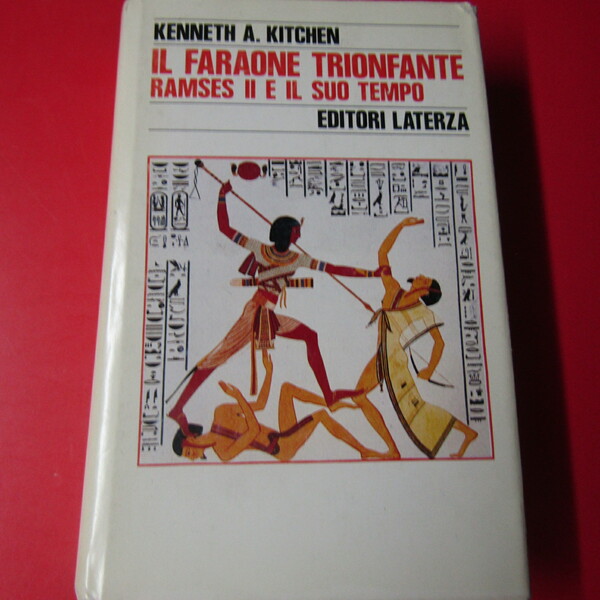 KENNETH A. KITCHEN
IL FARAONE TRIONFANTE
RAMSES II E IL SUO TEMPO
EDITORI LATERZA